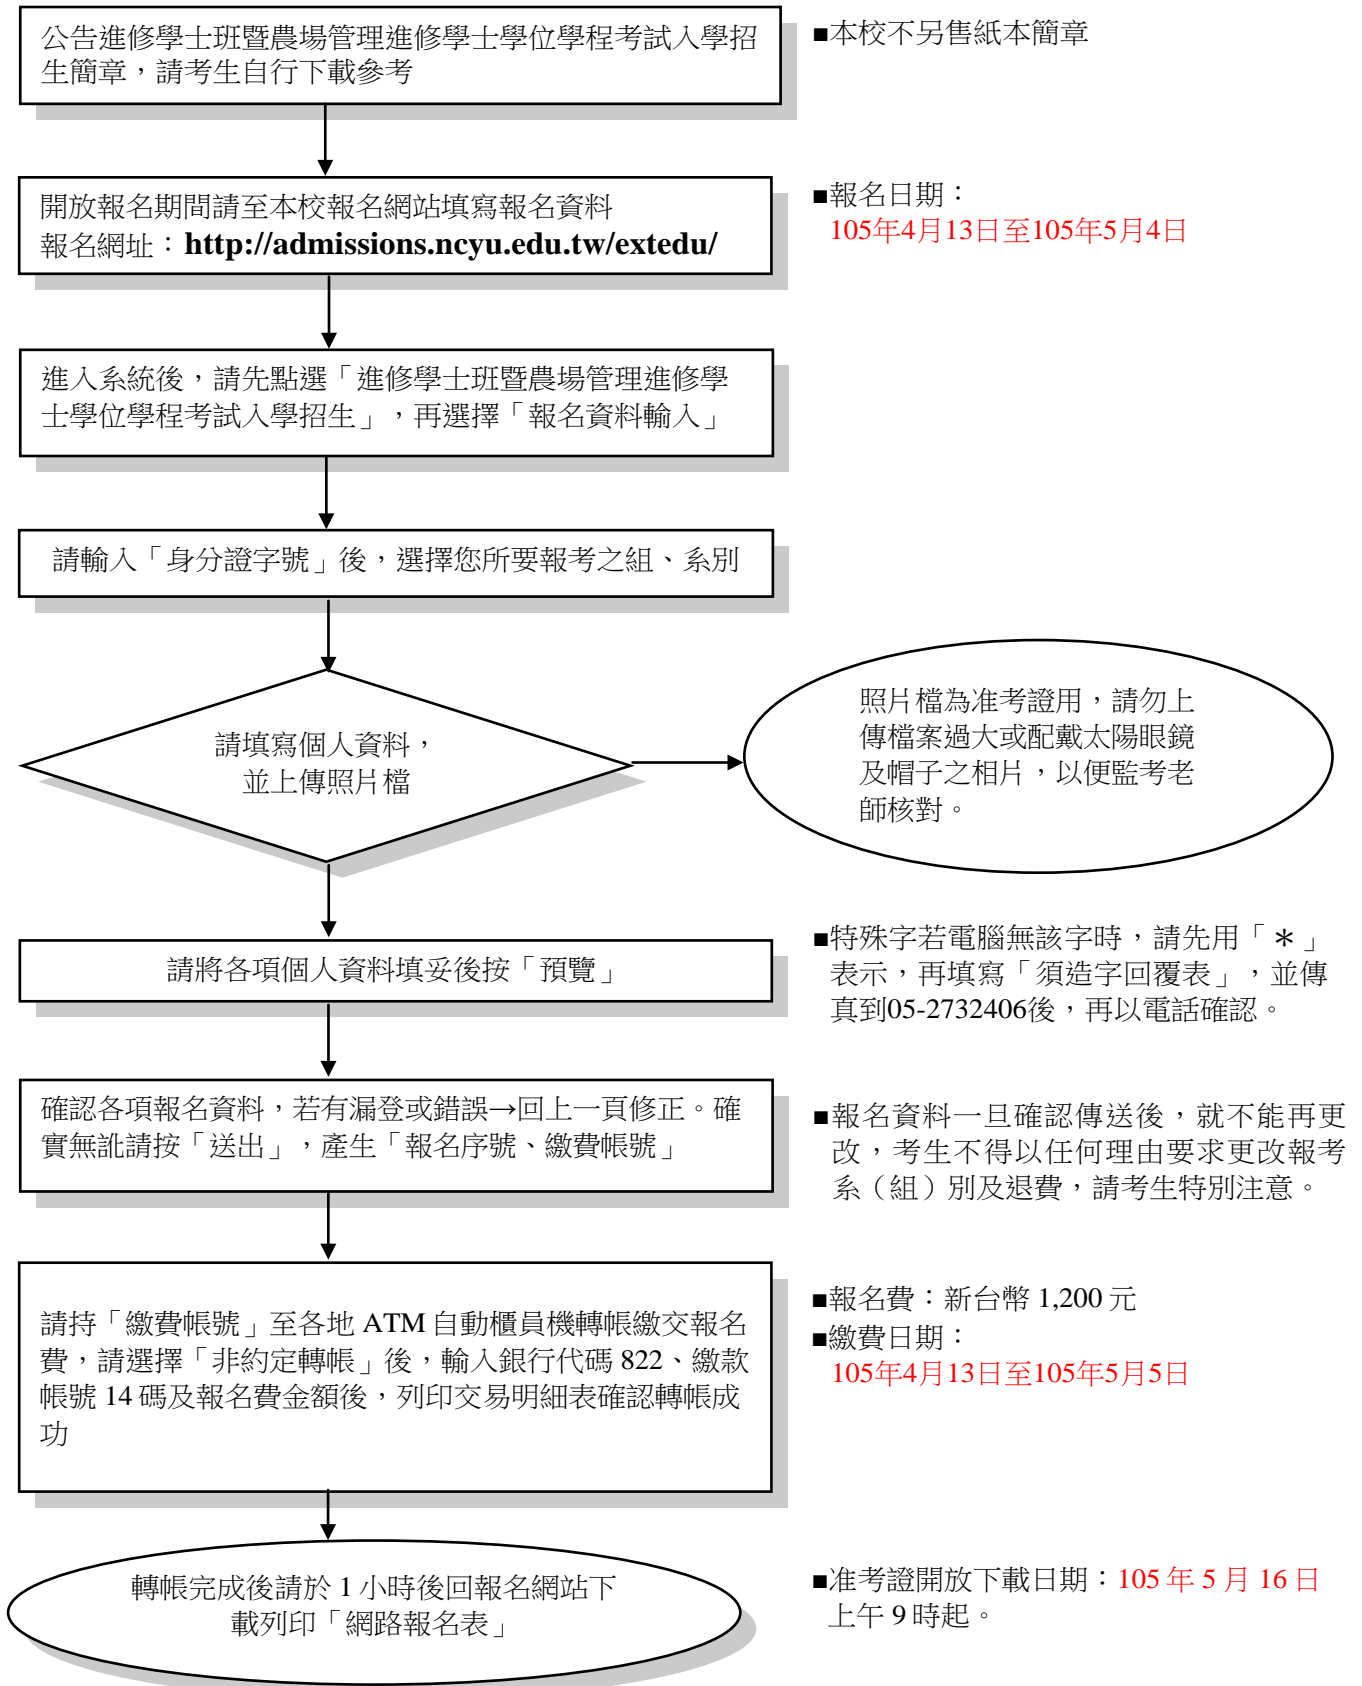 公告進修學士班暨農場管理進修學士學位學程考試入學招
生簡章，請考生自行下載參考
■本校不另售紙本簡章
開放報名期間請至本校報名網站填寫報名資料
報名網址：http://admissions.ncyu.edu.tw/extedu/
■報名日期：
105年4月13日至105年5月4日
進入系統後，請先點選「進修學士班暨農場管理進修學
士學位學程考試入學招生」，再選擇「報名資料輸入」
請輸入「身分證字號」後，選擇您所要報考之組、系別
請填寫個人資料，
並上傳照片檔
照片檔為准考證用，請勿上
傳檔案過大或配戴太陽眼鏡
及帽子之相片，以便監考老
師核對。
請將各項個人資料填妥後按「預覽」
■特殊字若電腦無該字時，請先用「＊」
表示，再填寫「須造字回覆表」，並傳
真到05-2732406後，再以電話確認。
確認各項報名資料，若有漏登或錯誤→回上一頁修正。確
實無訛請按「送出」，產生「報名序號、繳費帳號」
■報名資料一旦確認傳送後，就不能再更
改，考生不得以任何理由要求更改報考
系（組）別及退費，請考生特別注意。
請持「繳費帳號」至各地 ATM 自動櫃員機轉帳繳交報名
費，請選擇「非約定轉帳」後，輸入銀行代碼 822、繳款
帳號 14 碼及報名費金額後，列印交易明細表確認轉帳成
功
■報名費：新台幣 1,200 元
■繳費日期：
105年4月13日至105年5月5日
轉帳完成後請於 1 小時後回報名網站下
載列印「網路報名表」
■准考證開放下載日期：105 年 5 月 16 日
上午 9 時起。